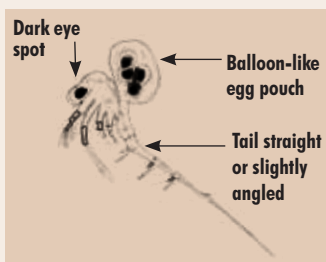 Dark eye
spot
Balloon-like
egg pouch
Tail straight
or slightly
angled